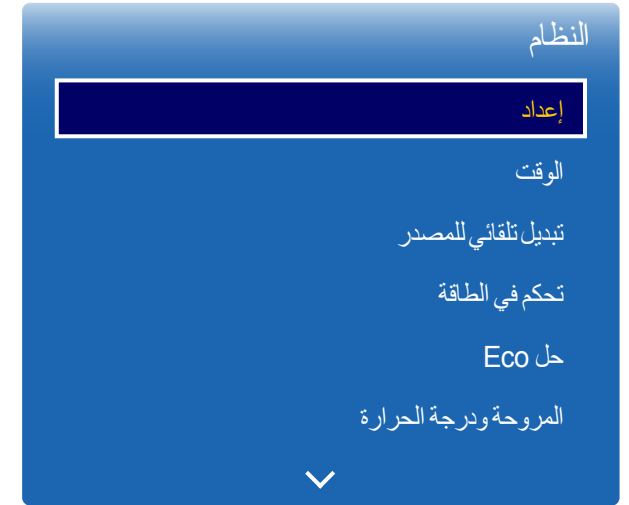 النظام
إعداد
الوقت
تبديل تلقائي للمصدر
تحكم في الطاقة
حل Eco
المروحة ودرجة الحرارة